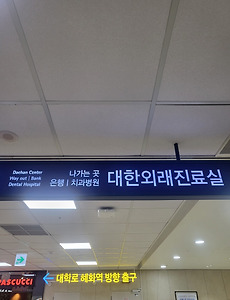 Daehan Center
Way out | Bank
Dental Hospital
나가는 곳
은행 | 치과병원
대한외래진료실
PASCUCCI
← 대학로 혜화역 방향 출구